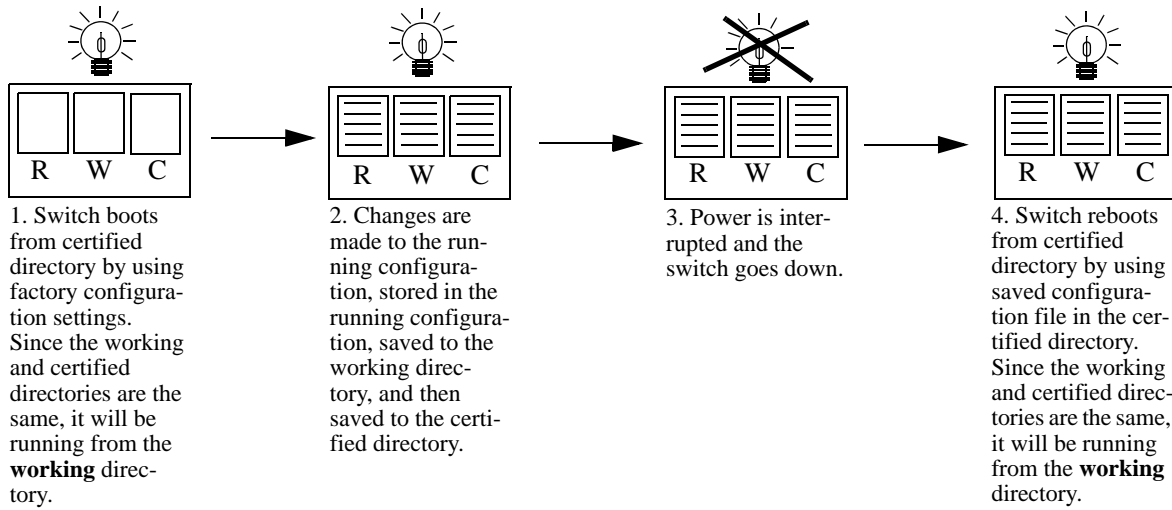 R W C
1. Switch boots
from certified
directory by using
factory configura-
tion settings.
Since the working
and certified
directories are the
same, it will be
running from the
working direc-
tory.
R W C
2. Changes are
made to the run-
ning configura-
tion, stored in the
running configura-
tion, saved to the
working direc-
tory, and then
saved to the certi-
fied directory.
R W C
3. Power is inter-
rupted and the
switch goes down.
R W C
4. Switch reboots
from certified
directory by using
saved configura-
tion file in the cer-
tified directory.
Since the working
and certified direc-
tories are the same,
it will be running
from the working
directory.